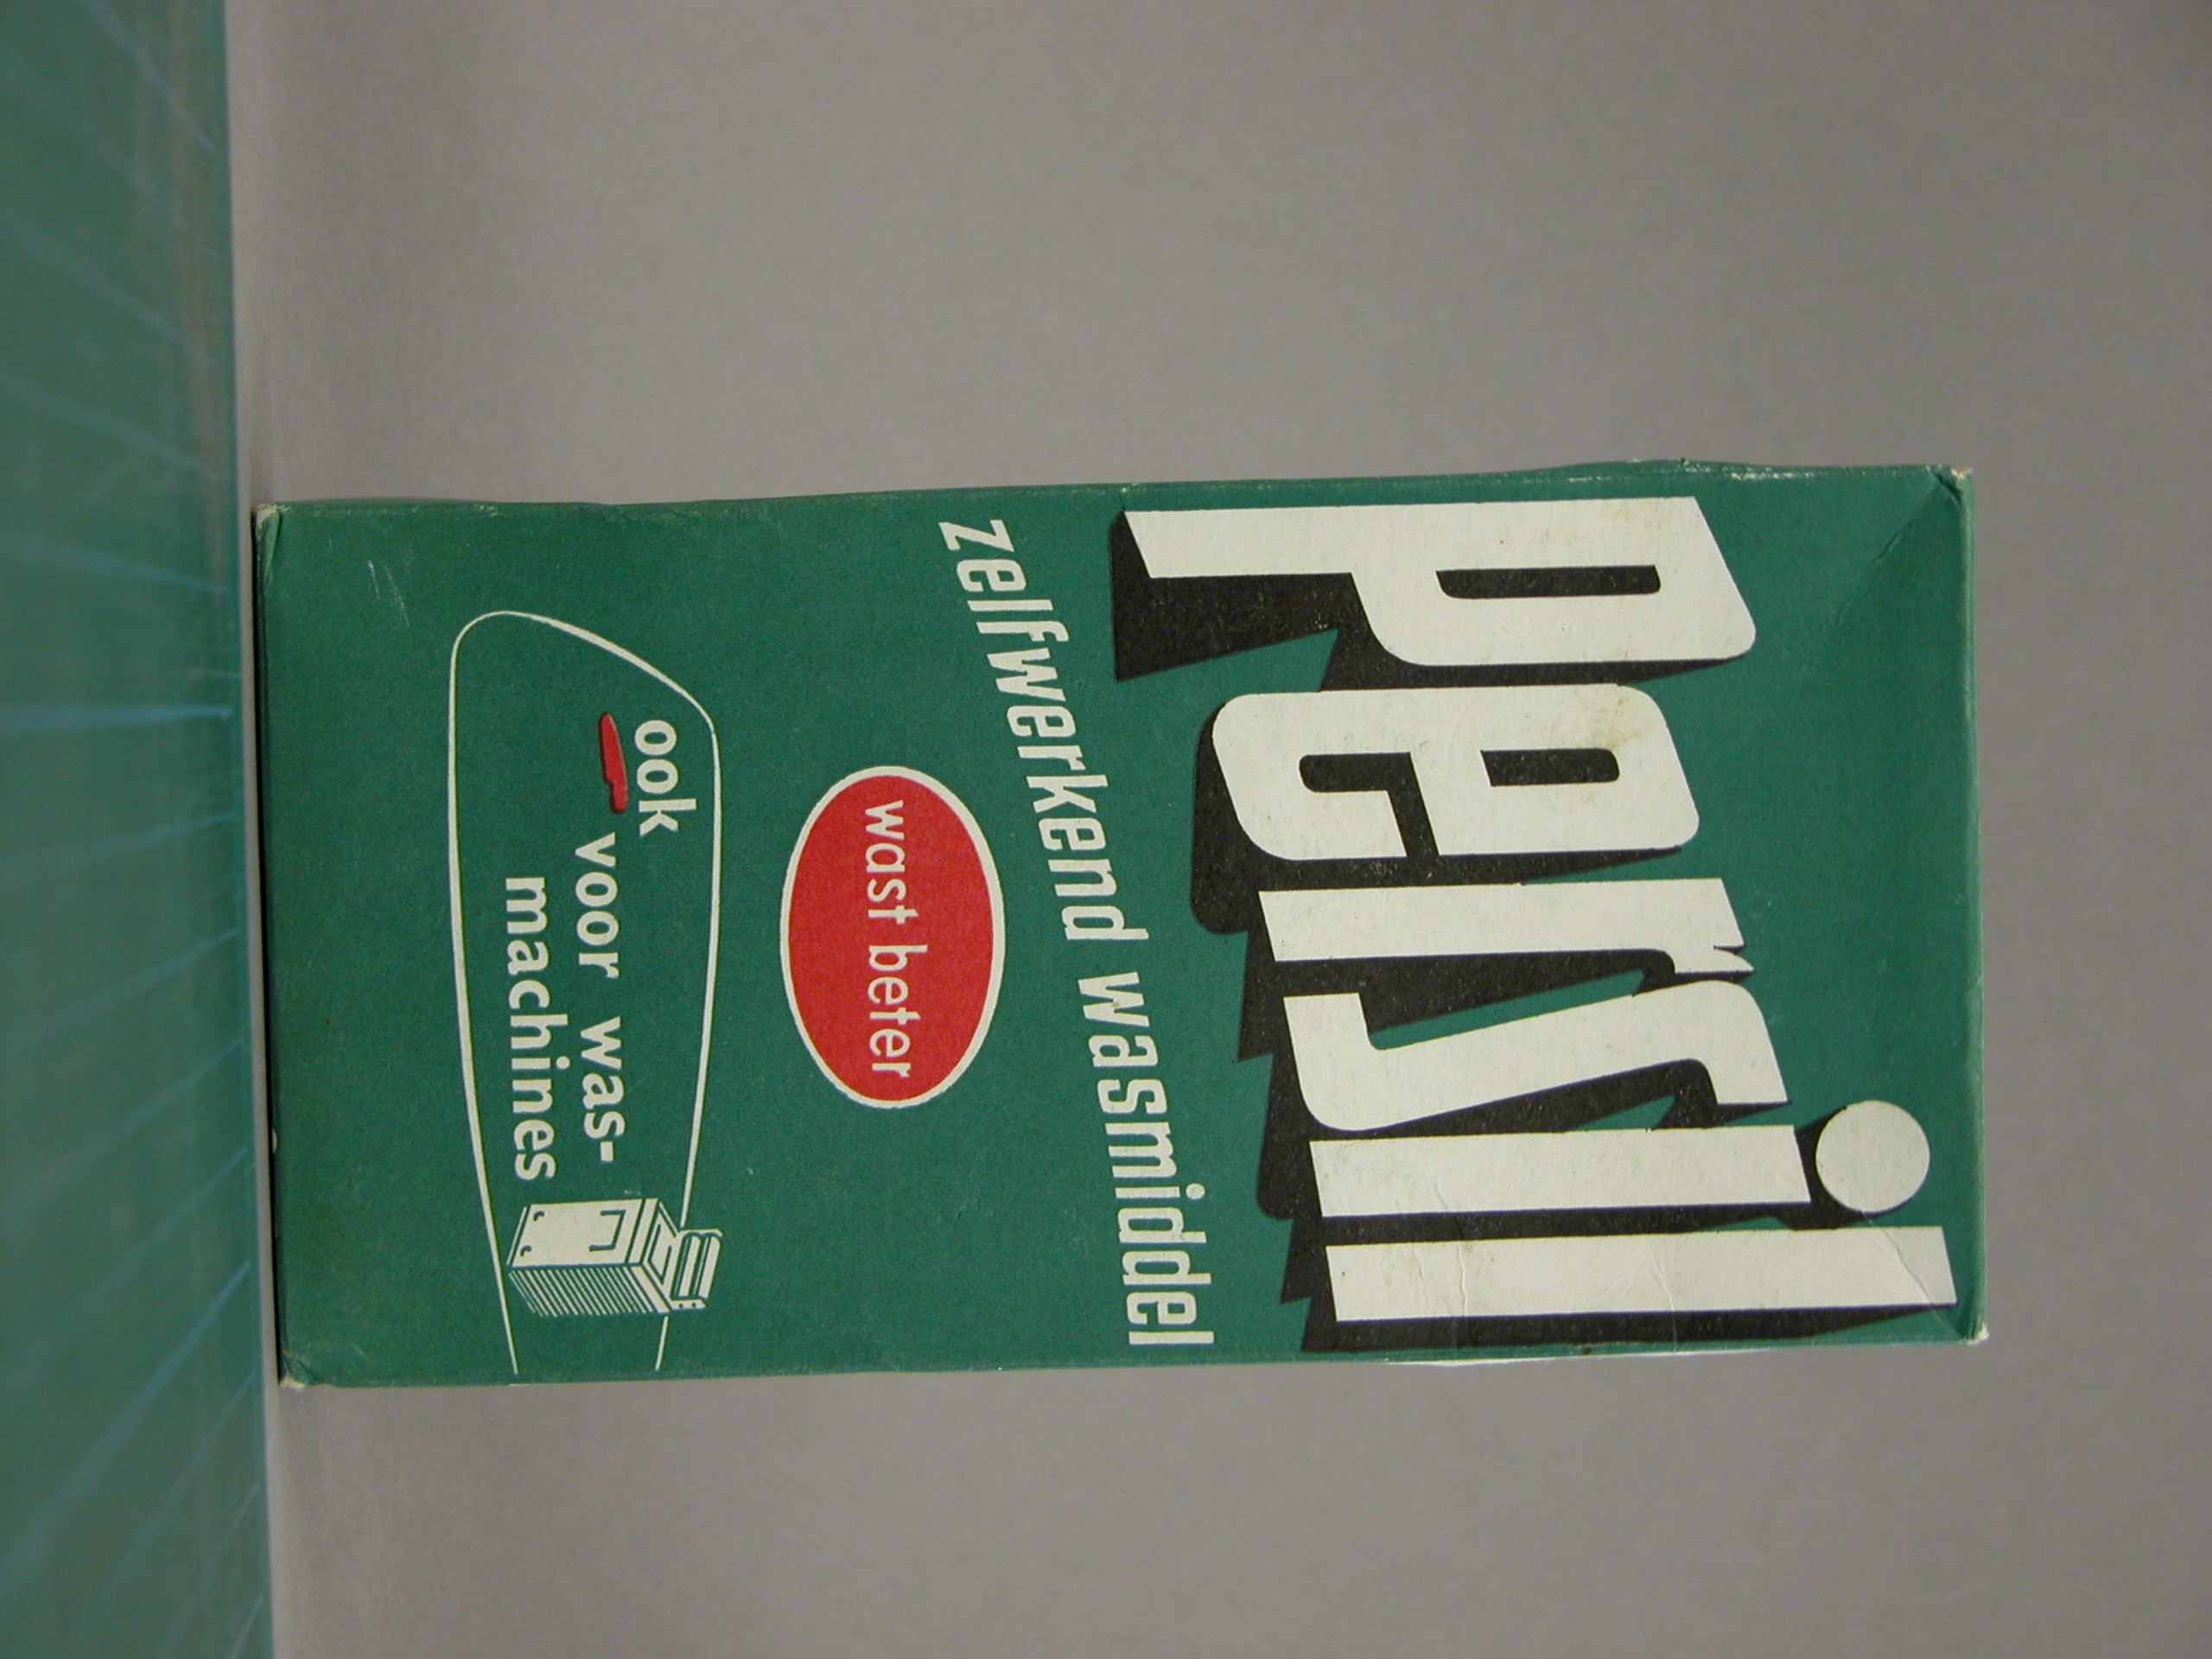 persil
zelfwerkend wasmiddel
wast beter
ook
voor was-
machines